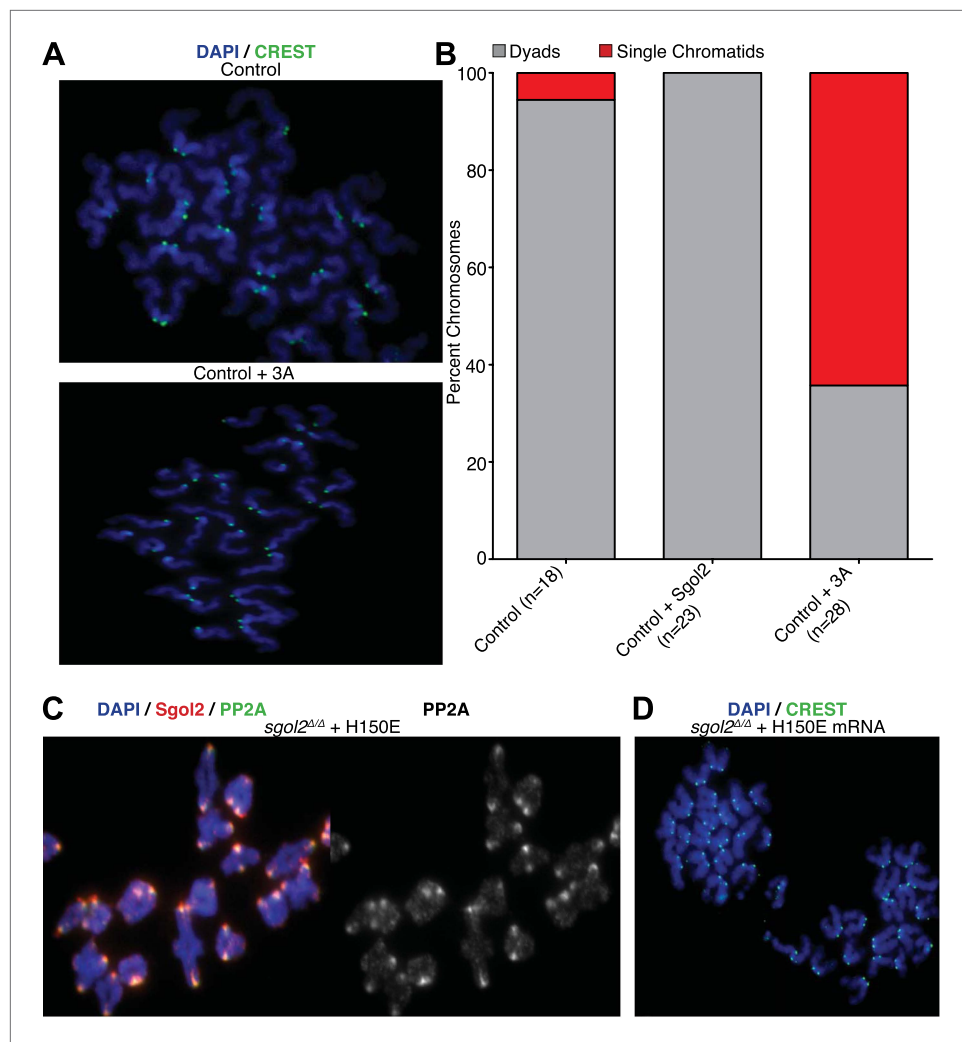 A
DAPI / CREST
Control
Control + 3A
B
Dyads
Single Chromatids
Percent Chromosomes
100
80
60
40
20
0
Control (n=18)
Control + Sgol2
(n=23)
Control + 3A
(n=28)
C
DAPI / Sgol2 / PP2A
PP2A
sgol2Δ/Δ + H150E
D
DAPI / CREST
sgol2Δ/Δ + H150E mRNA